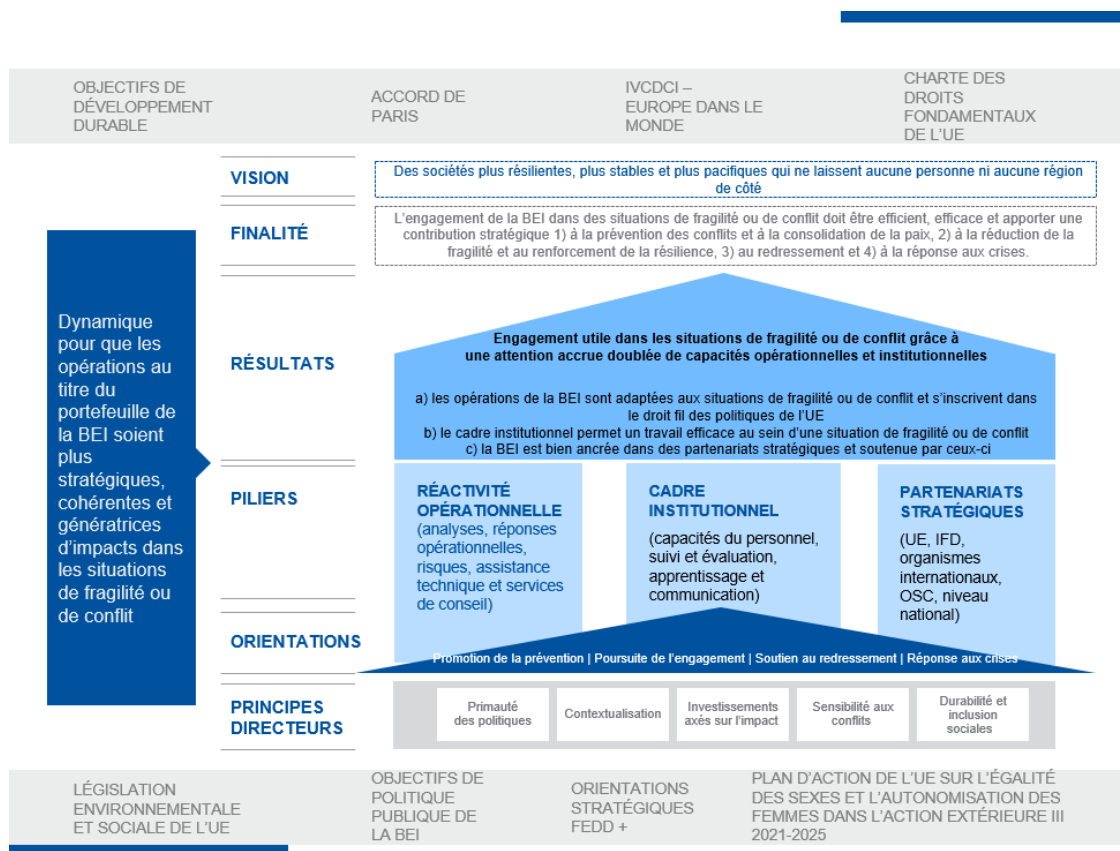 OBJECTIFS DE
DÉVELOPPEMENT
DURABLE
ACCORD DE
PARIS
IVCDCI –
EUROPE DANS LE
MONDE
CHARTE DES
DROITS
FONDAMENTAUX
DE L'UE
VISION
Des sociétés plus résilientes, plus stables et plus pacifiques qui ne laissent aucune personne ni aucune région
de côté
FINALITÉ
L'engagement de la BEI dans des situations de fragilité ou de conflit doit être efficient, efficace et apporter une
contribution stratégique 1) à la prévention des conflits et à la consolidation de la paix, 2) à la réduction de la
fragilité et au renforcement de la résilience, 3) au redressement et 4) à la réponse aux crises.
Dynamique
pour que les
opérations au
titre du
portefeuille de
la BEI soient
plus
stratégiques,
cohérentes et
génératrices
d'impacts dans
les situations
de fragilité ou
de conflit
RÉSULTATS
Engagement utile dans les situations de fragilité ou de conflit grâce à
une attention accrue doublée de capacités opérationnelles et institutionnelles
a) les opérations de la BEI sont adaptées aux situations de fragilité ou de conflit et s'inscrivent dans
le droit fil des politiques de l'UE
b) le cadre institutionnel permet un travail efficace au sein d'une situation de fragilité ou de conflit
c) la BEI est bien ancrée dans des partenariats stratégiques et soutenue par ceux-ci
PILIERS
RÉACTIVITÉ
OPÉRATIONNELLE
(analyses, réponses
opérationnelles,
risques, assistance
technique et services
de conseil)
CADRE
INSTITUTIONNEL
(capacités du personnel,
suivi et évaluation,
apprentissage et
communication)
PARTENARIATS
STRATÉGIQUES
(UE, IFD,
organismes
internationaux,
OSC, niveau
national)
ORIENTATIONS
Promotion de la prévention | Poursuite de l'engagement | Soutien au redressement | Réponse aux crises
PRINCIPES
DIRECTEURS
Primauté
des politiques
Contextualisation
Investissements
axés sur l'impact
Sensibilité aux
conflits
Durabilité et
inclusion
sociales
LÉGISLATION
ENVIRONNEMENTALE
ET SOCIALE DE L'UE
OBJECTIFS DE
POLITIQUE
PUBLIQUE DE
LA BEI
ORIENTATIONS
STRATÉGIQUES
FEDD +
PLAN D'ACTION DE L'UE SUR L'ÉGALITÉ
DES SEXES ET L'AUTONOMISATION DES
FEMMES DANS L'ACTION EXTÉRIEURE III
2021-2025